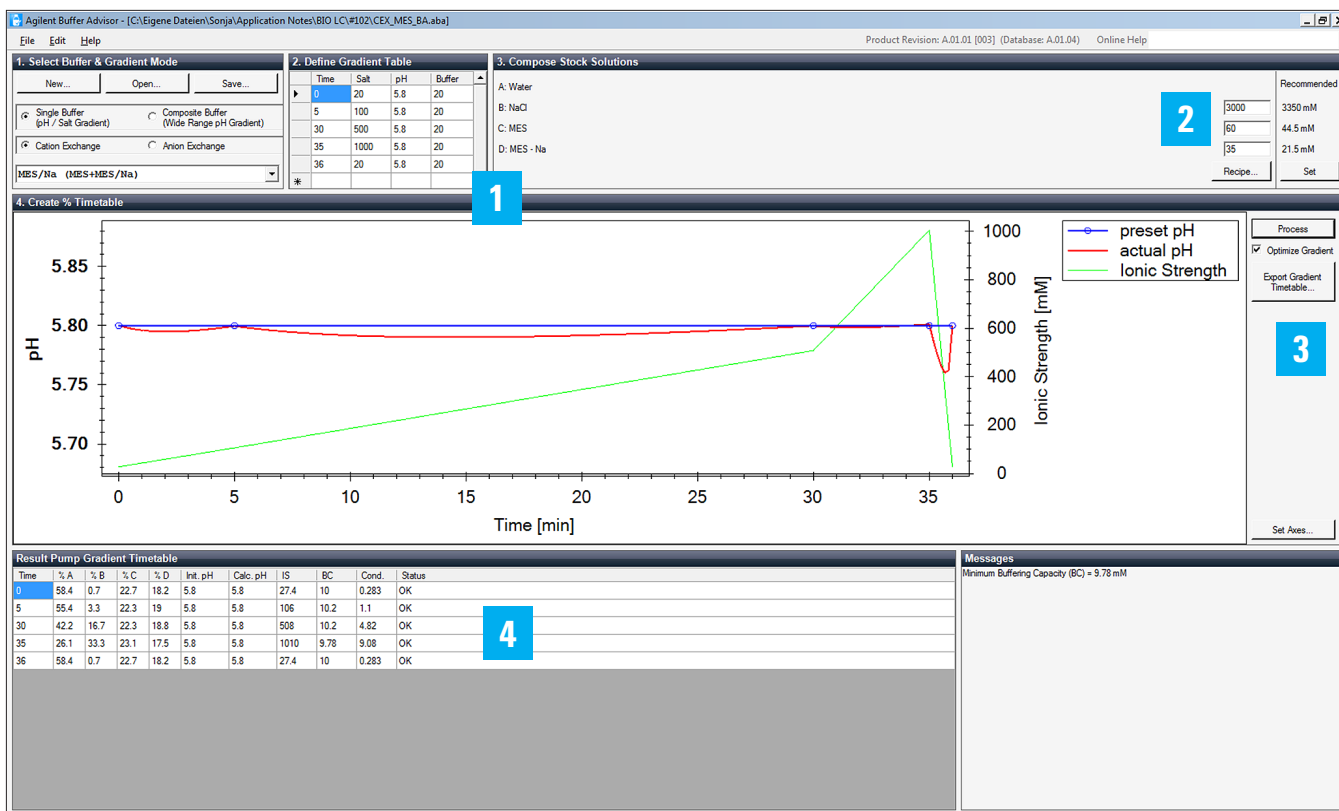 Agilent Buffer Advisor - [C:\Eigene Dateien\Sonja\Application Notes\BIO LC\#102\CEX_MES_BA.aba]
File Edit Help
Product Revision: A.01.01 [003] (Database: A.01.04) Online Help
1. Select Buffer & Gradient Mode
New... Open... Save...
Single Buffer
(pH / Salt Gradient)
Composite Buffer
(Wide Range pH Gradient)
Cation Exchange Anion Exchange
MES/Na (MES+MES/Na)
2. Define Gradient Table
Time Salt pH Buffer
0 20 5.8 20
5 100 5.8 20
30 500 5.8 20
35 1000 5.8 20
36 20 5.8 20
*
1
3. Compose Stock Solutions
Recommended
A: Water
B: NaCl 3000 3350 mM
C: MES 60 44.5 mM
D: MES - Na 35 21.5 mM
2
Recipe... Set
4. Create % Timetable
5.85
5.80
5.75
5.70
pH
0 5 10 15 20 25 30 35
Time [min]
1000
800
600
400
200
0
Ionic Strength [mM]
preset pH
actual pH
Ionic Strength
Process
Optimize Gradient
Export Gradient
Timetable...
3
Set Axes...
Result Pump Gradient Timetable
Time % A % B % C % D Init. pH Calc. pH IS BC Cond. Status
0 58.4 0.7 22.7 18.2 5.8 5.8 27.4 10 0.283 OK
5 55.4 3.3 22.3 19 5.8 5.8 106 10.2 1.1 OK
30 42.2 16.7 22.3 18.8 5.8 5.8 508 10.2 4.82 OK
35 26.1 33.3 23.1 17.5 5.8 5.8 1010 9.78 9.08 OK
36 58.4 0.7 22.7 18.2 5.8 5.8 27.4 10 0.283 OK
4
Messages
Minimum Buffering Capacity (BC) = 9.78 mM